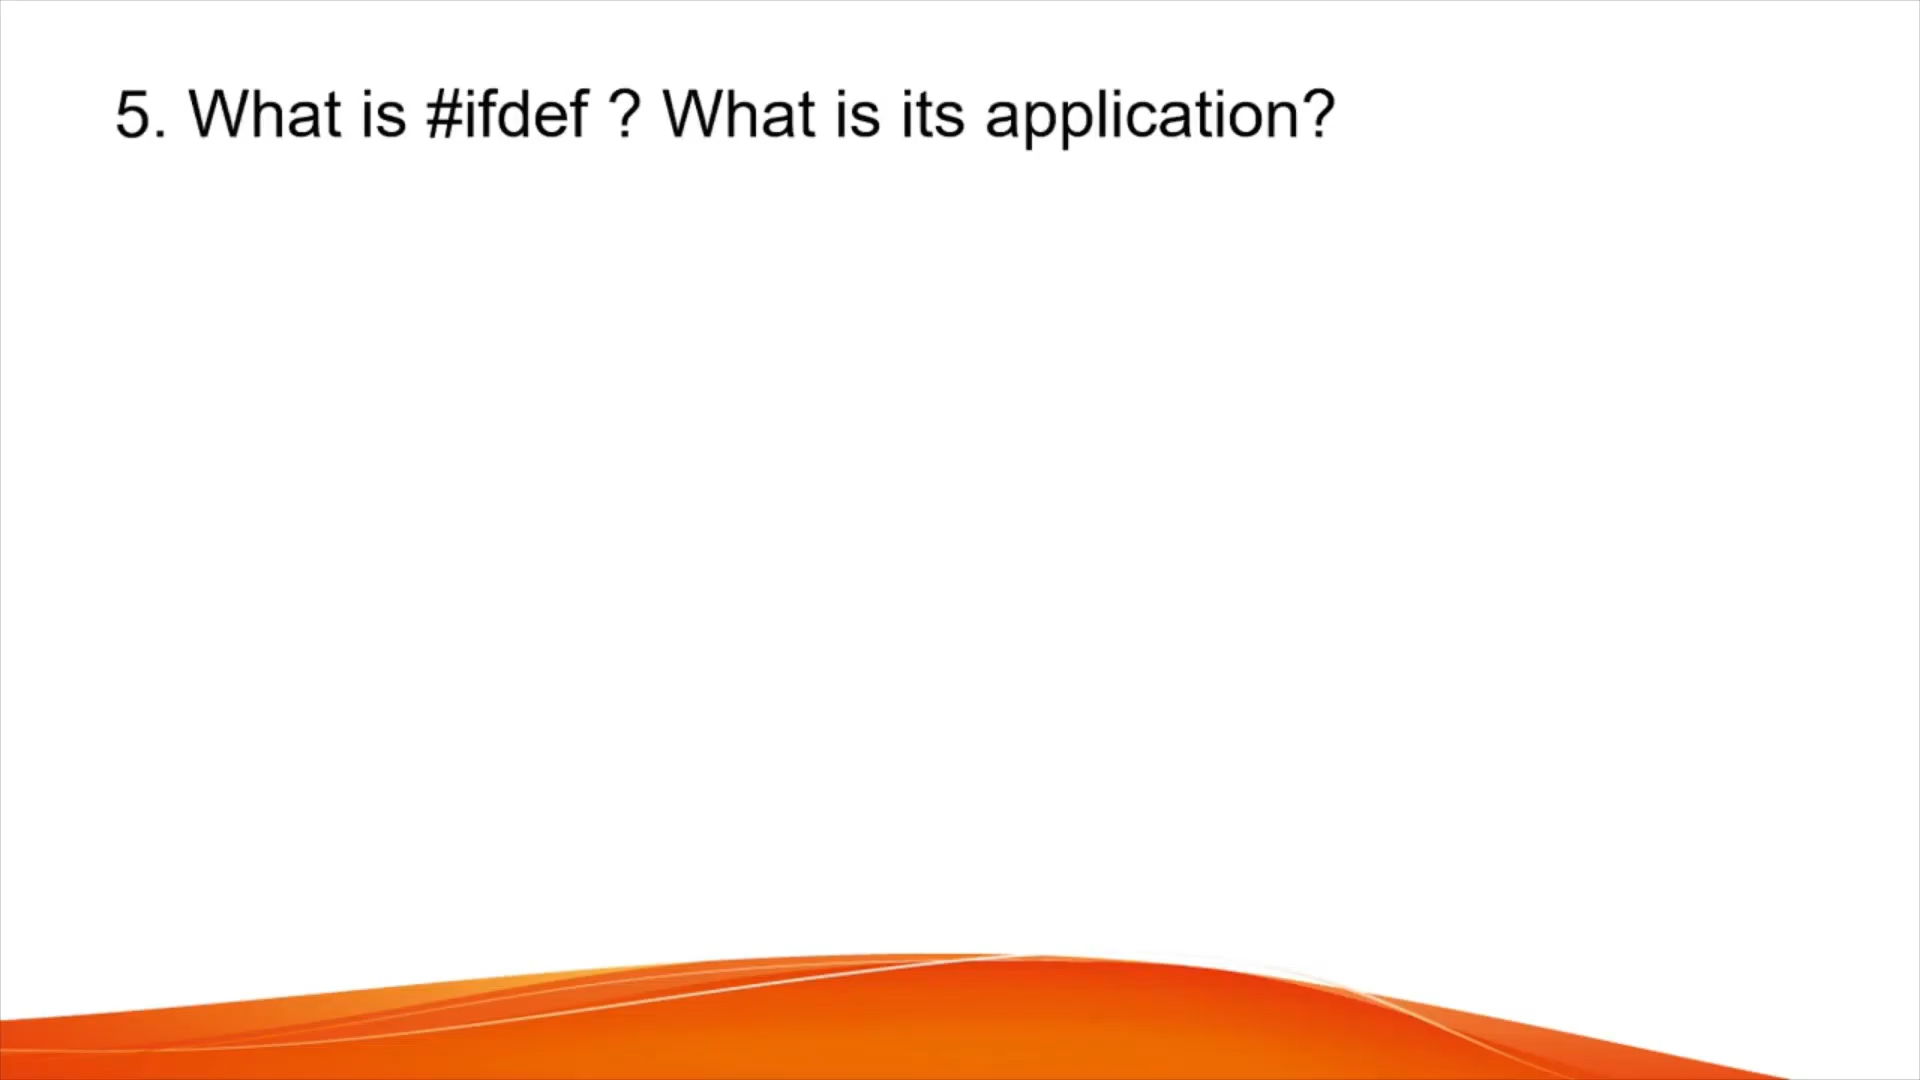 5. What is #ifdef ? What is its application?